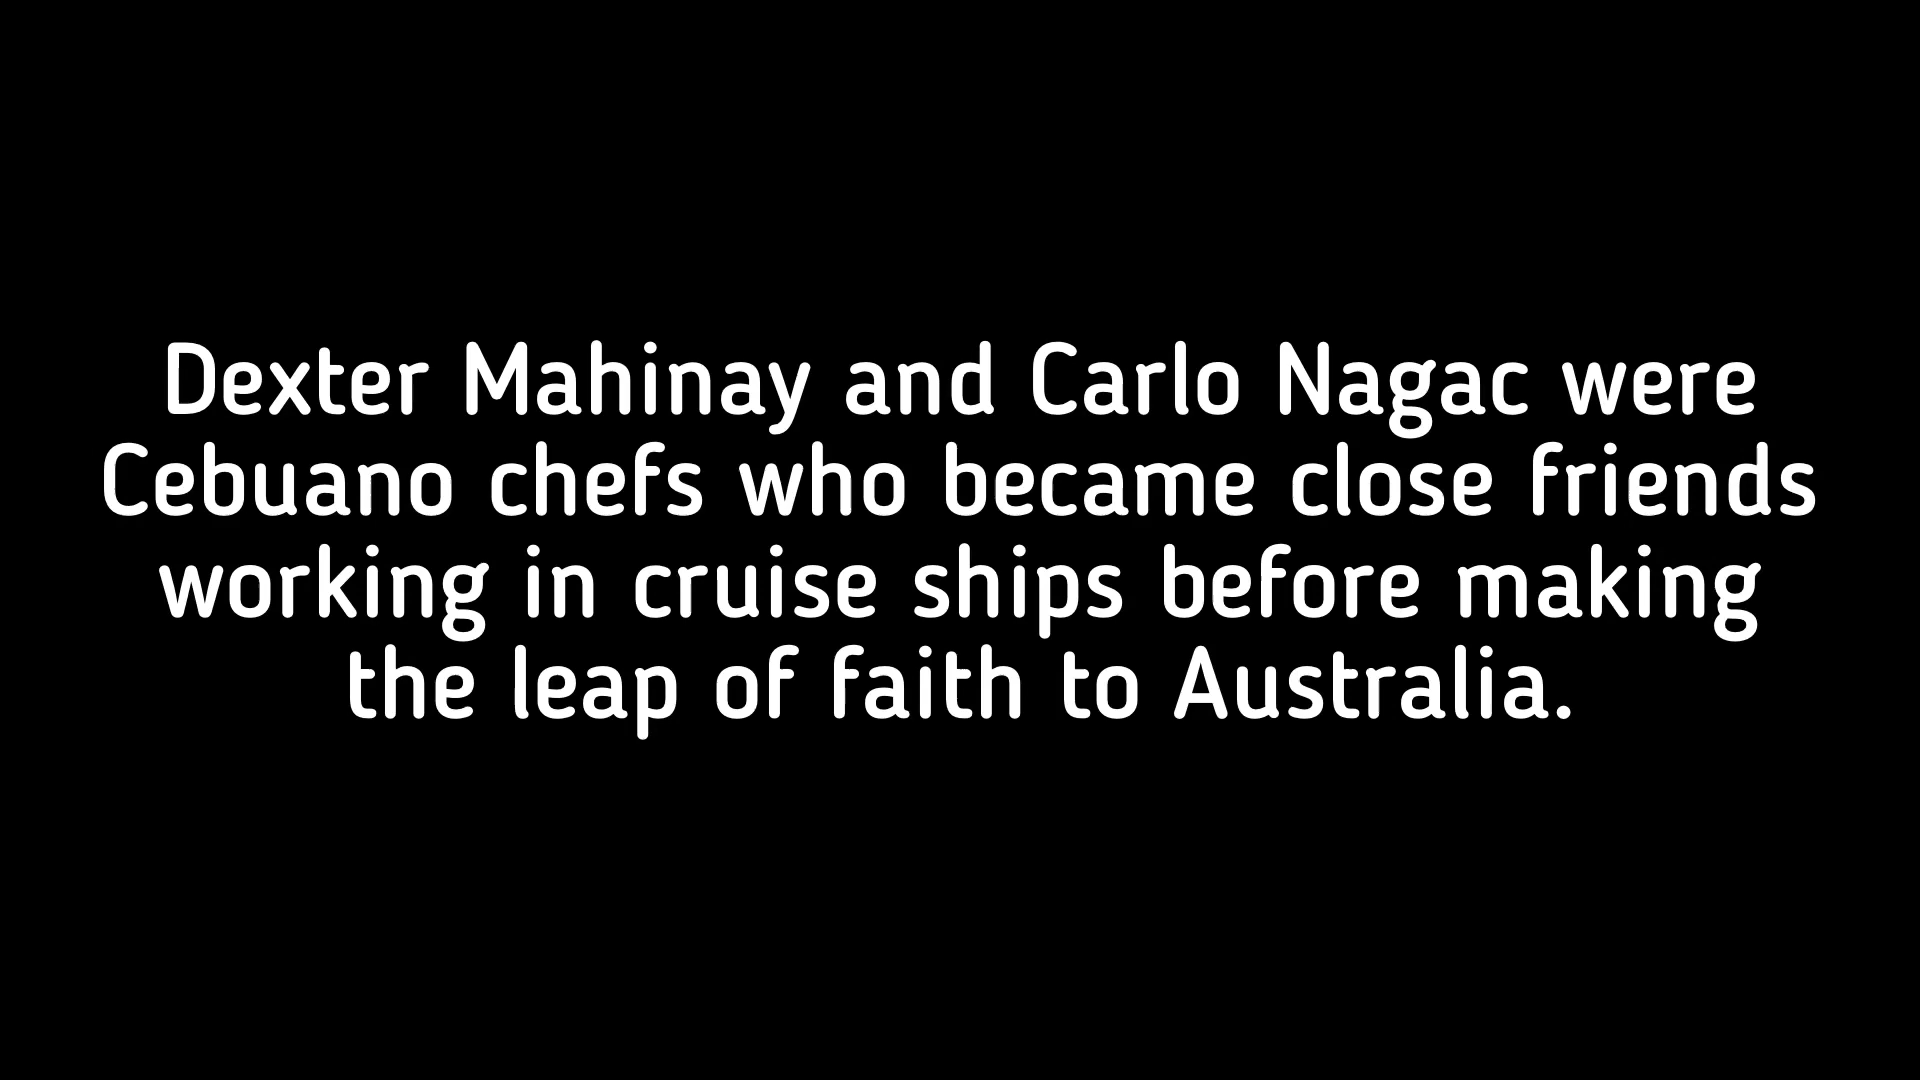 Dexter Mahinay and Carlo Nagac were
Cebuano chefs who became close friends
working in cruise ships before making
the leap of faith to Australia.